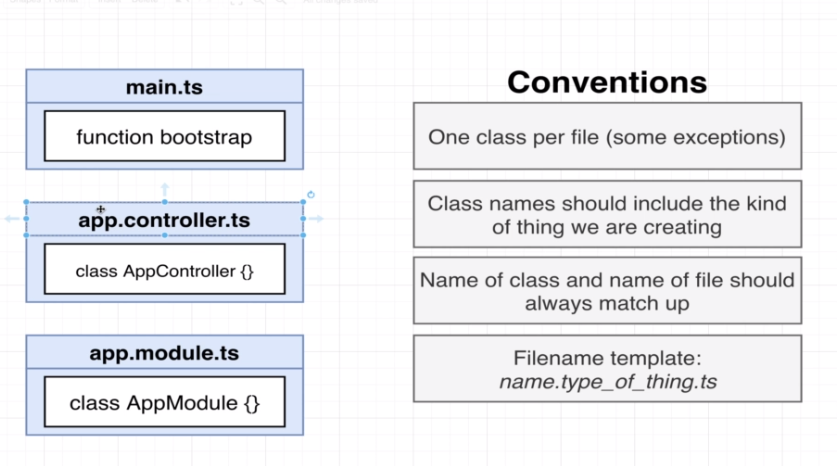 main.ts
function bootstrap
app.controller.ts
class AppController {}
app.module.ts
class AppModule {}
Conventions
One class per file (some exceptions)
Class names should include the kind
of thing we are creating
Name of class and name of file should
always match up
Filename template:
name.type_of_thing.ts